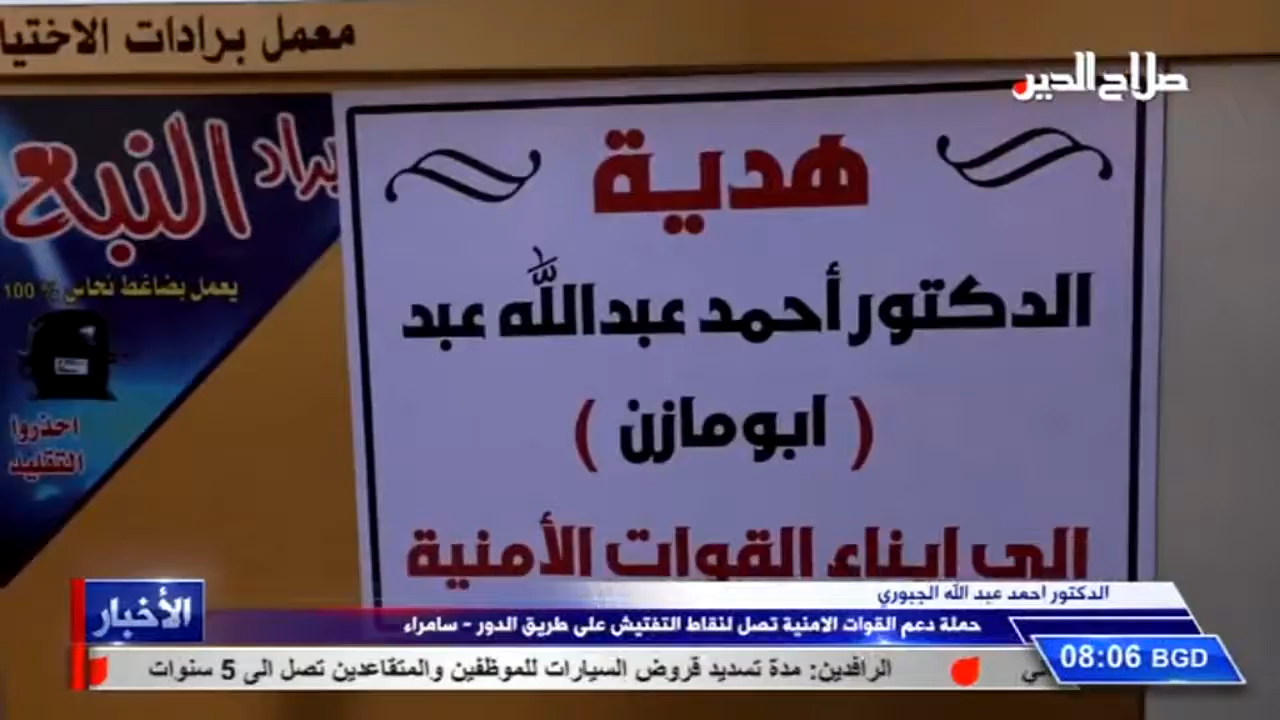 معمل برادات الاختيا
صلاح الدين
براد
النبع
يعمل بضاغط نحاس % 100
احذروا
التقليد
هدية
الدكتور أحمد عبدالله عبد
( ابومازن )
الى ابناء القوات الأمنية
الدكتور احمد عبد الله الجبوري
الأخبار
حملة دعم القوات الامنية تصل لنقاط التفتيش على طريق الدور - سامراء
08:06 BGD
الرافدين: مدة تسديد قروض السيارات للموظفين والمتقاعدين تصل الى 5 سنوات